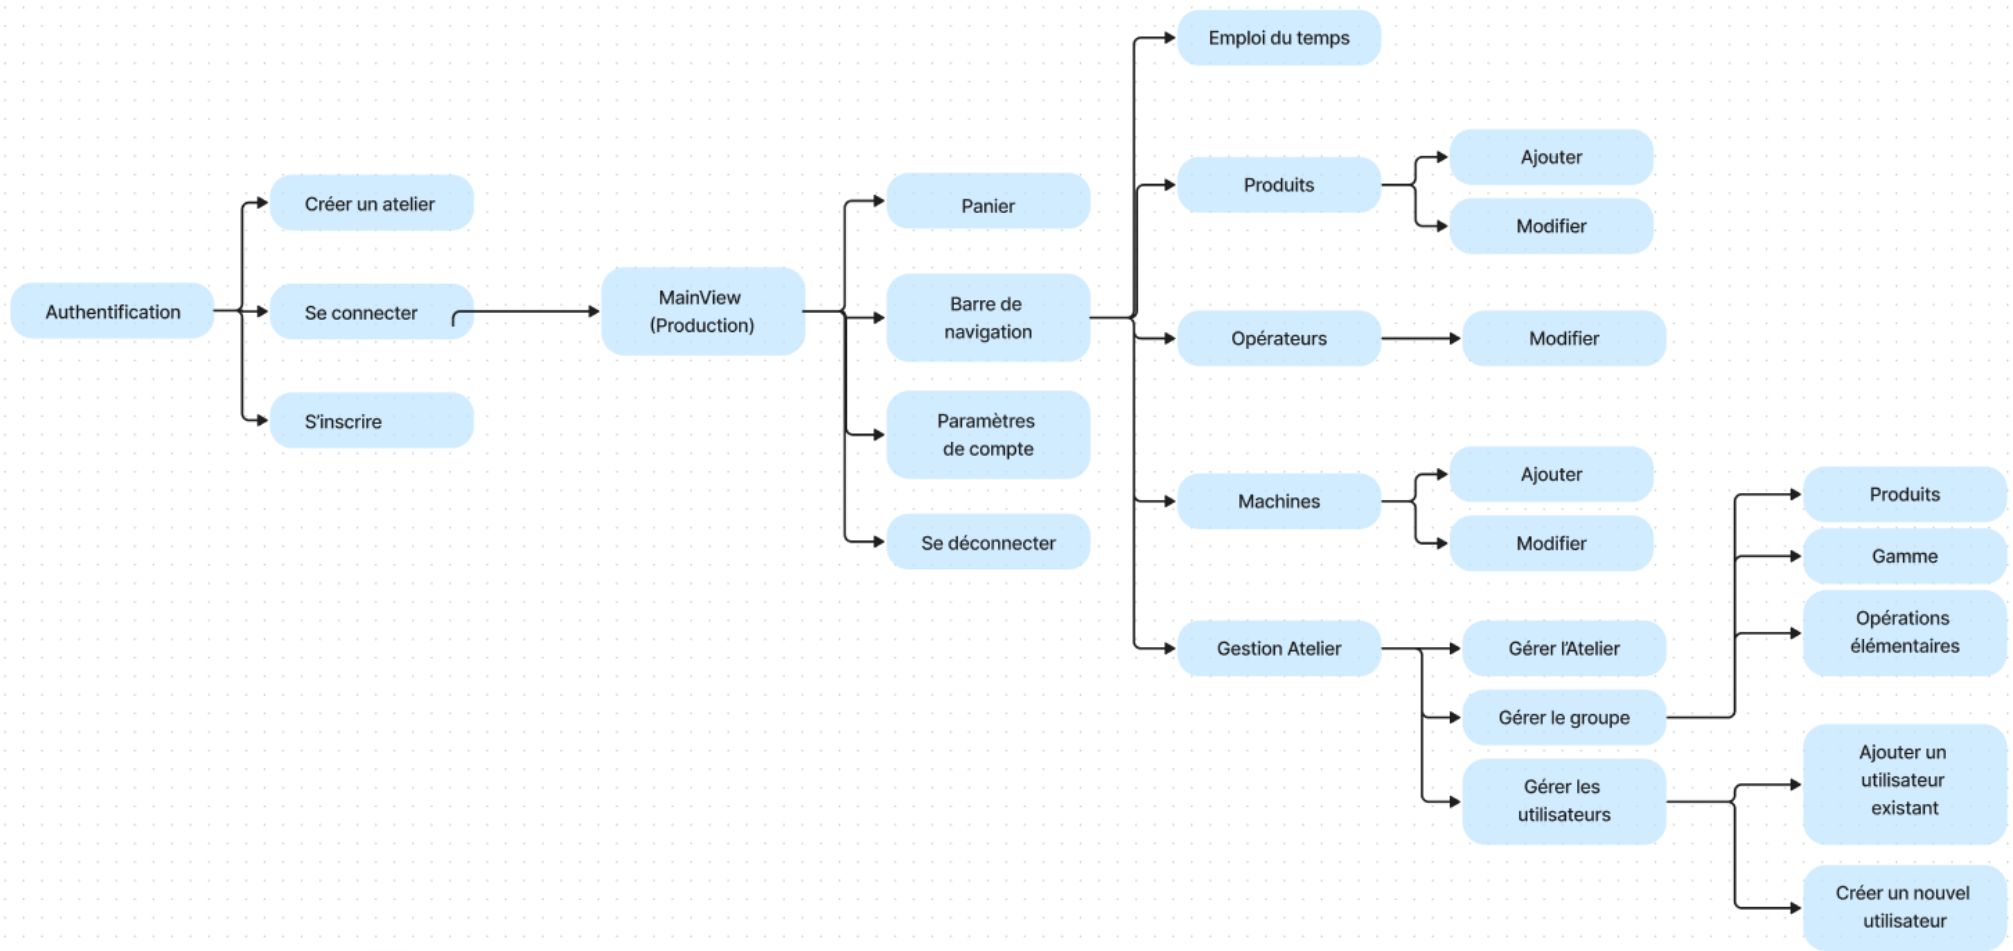 Authentification
Créer un atelier
Se connecter
S'inscrire
MainView
(Production)
Panier
Barre de
navigation
Paramètres
de compte
Se déconnecter
Emploi du temps
Produits
Ajouter
Modifier
Opérateurs
Modifier
Machines
Ajouter
Modifier
Gestion Atelier
Gérer l'Atelier
Gérer le groupe
Produits
Gamme
Opérations
élémentaires
Gérer les
utilisateurs
Ajouter un
utilisateur
existant
Créer un nouvel
utilisateur